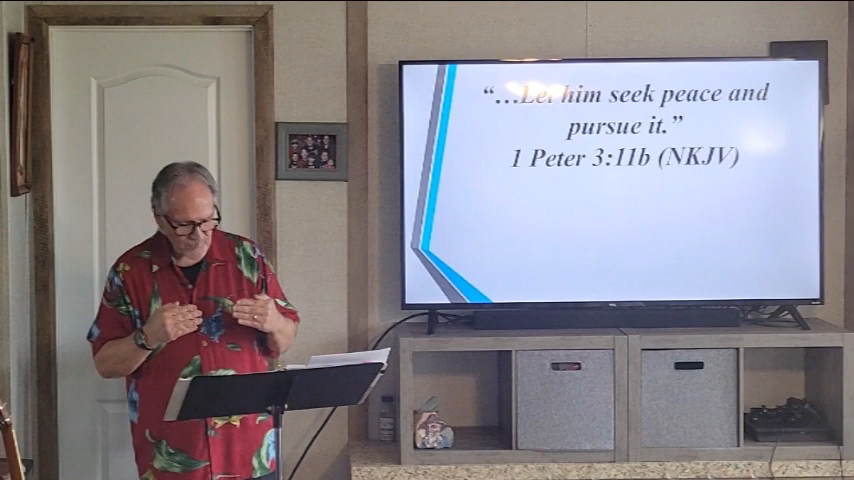 “...Let him seek peace and
pursue it.”
1 Peter 3:11b (NKJV)